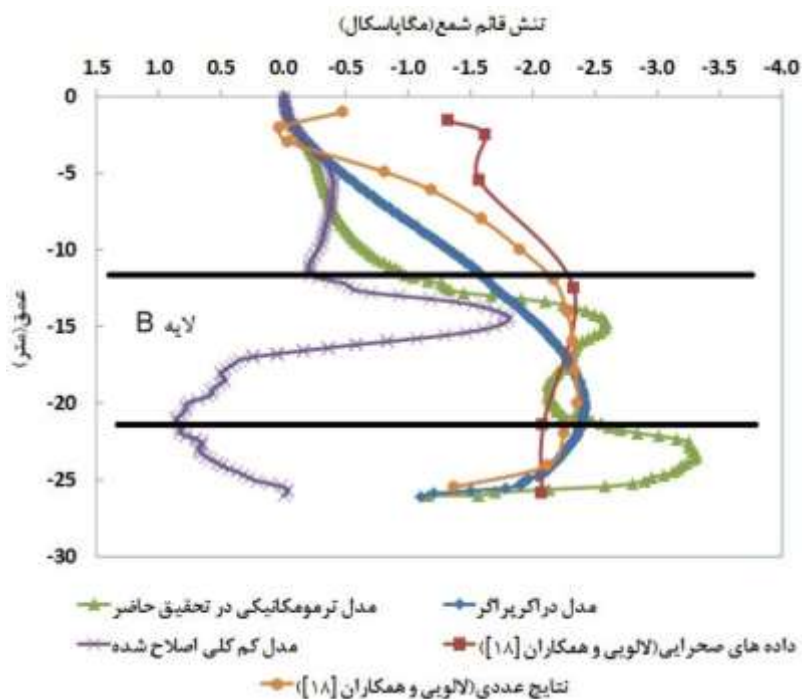 تنش قائم شمع(مگاپاسکال)
1.5 1.0 0.5 0.0 -0.5 -1.0 -1.5 -2.0 -2.5 -3.0 -3.5 -4.0
0
-5
-10
-15
-20
-25
-30
عمق(متر)
لایه B
مدل دراکرپراگر
مدل ترمومکانیکی در تحقیق حاضر
داده های صحرایی(لالویی و همکاران [۱۸])
مدل کم کلی اصلاح شده
نتایج عددی(لالویی و همکاران [۱۸])